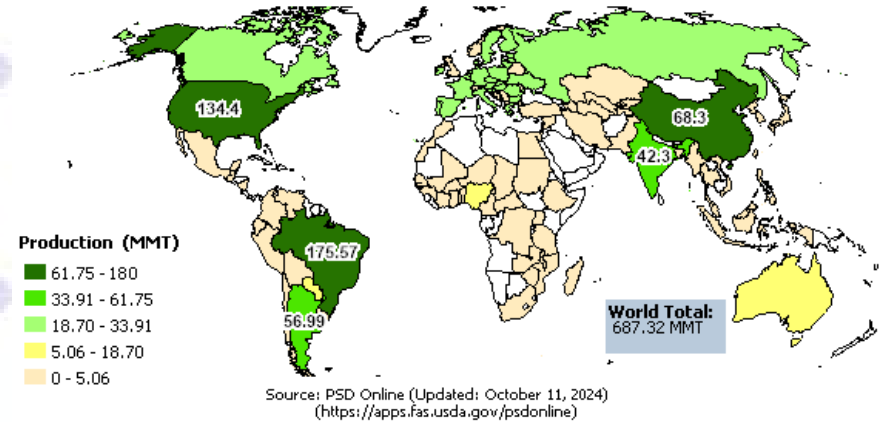 134.4
68.3
42.3
175.57
56.99
Production (MMT)
61.75 - 180
33.91 - 61.75
18.70 - 33.91
5.06 - 18.70
0 - 5.06
World Total:
687.32 MMT
Source: PSD Online (Updated: October 11, 2024)
(https://apps.fas.usda.gov/psdonline)